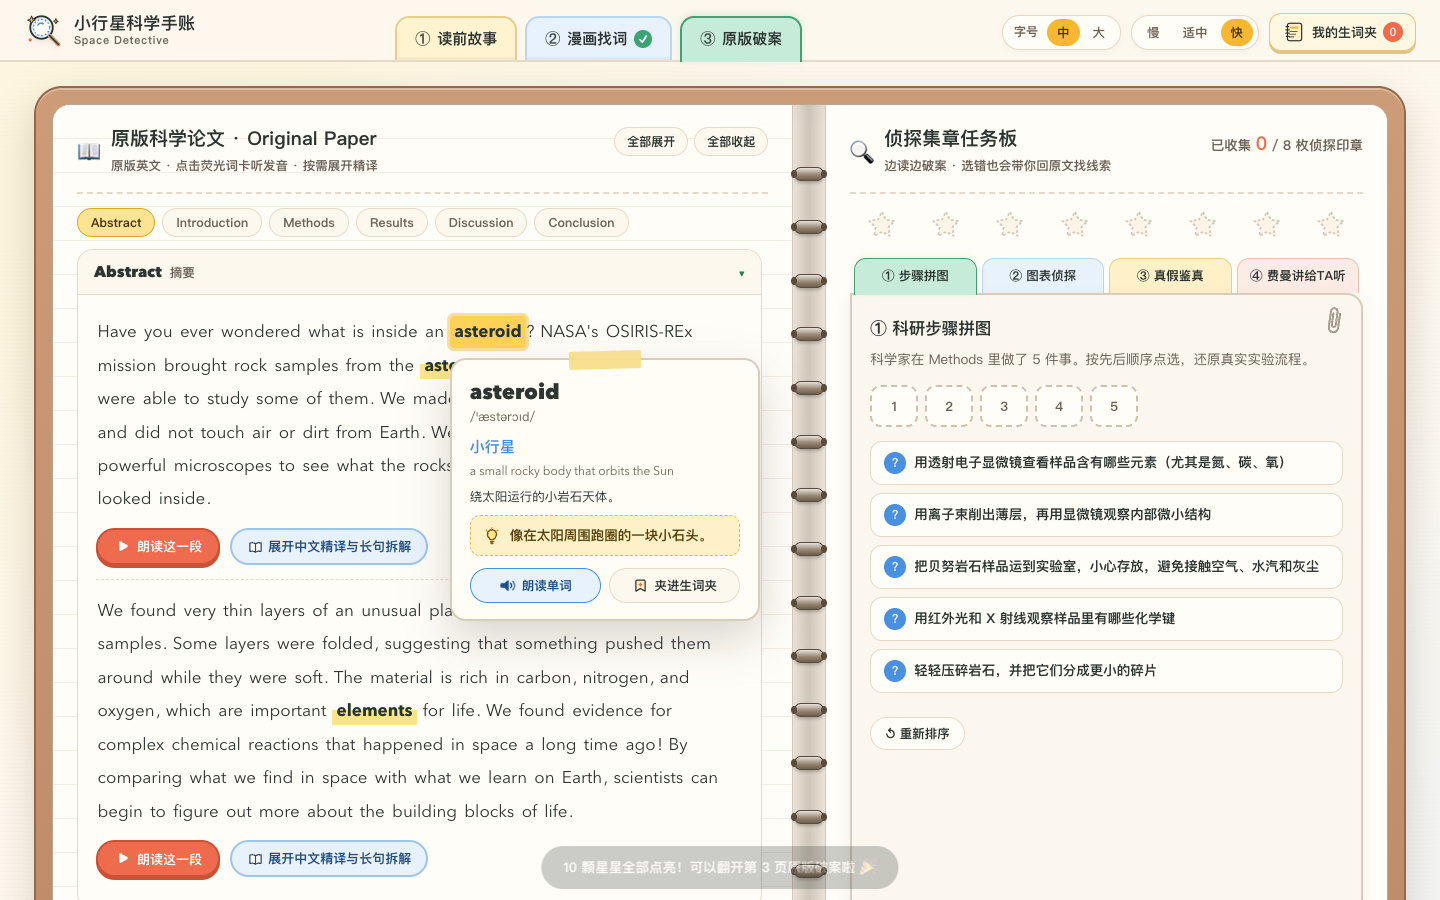 小行星科学手账
Space Detective
① 读前故事
② 漫画找词
③ 原版破案
字号 中 大
慢 适中 快
我的生词夹 0
原版科学论文 · Original Paper
原版英文 · 点击荧光词卡听发音 · 按需展开精译
全部展开
全部收起
Abstract
Introduction
Methods
Results
Discussion
Conclusion
Abstract 摘要
Have you ever wondered what is inside an asteroid ? NASA's OSIRIS-REx
mission brought rock samples from the
were able to study some of them. We
and did not touch air or dirt from Earth.
powerful microscopes to see what the rocks
looked inside.
朗读这一段
展开中文精译与长句拆解
asteroid
/ˈæstərɔɪd/
小行星
a small rocky body that orbits the Sun
绕太阳运行的小岩石天体。
像在太阳周围跑圈的一块小石头。
朗读单词
夹进生词夹
We found very thin layers of an unusual
samples. Some layers were folded, suggesting that something pushed them
around while they were soft. The material is rich in carbon, nitrogen, and
oxygen, which are important elements for life. We found evidence for
complex chemical reactions that happened in space a long time ago! By
comparing what we find in space with what we learn on Earth, scientists can
begin to figure out more about the building blocks of life.
朗读这一段
展开中文精译与长句拆解
侦探集章任务板
边读边破案 · 选错也会带你回原文找线索
已收集 0 / 8 枚侦探印章
① 步骤拼图
② 图表侦探
③ 真假鉴真
④ 费曼讲给TA听
① 科研步骤拼图
科学家在 Methods 里做了 5 件事。按先后顺序点选，还原真实实验流程。
1 2 3 4 5
? 用透射电子显微镜查看样品含有哪些元素（尤其是氮、碳、氧）
? 用离子束削出薄层，再用显微镜观察内部微小结构
? 把贝努岩石样品运到实验室，小心存放，避免接触空气、水汽和灰尘
? 用红外光和 X 射线观察样品里有哪些化学键
? 轻轻压碎岩石，并把它们分成更小的碎片
重新排序
10 颗星星全部点亮！可以翻开第 3 页原版破案啦